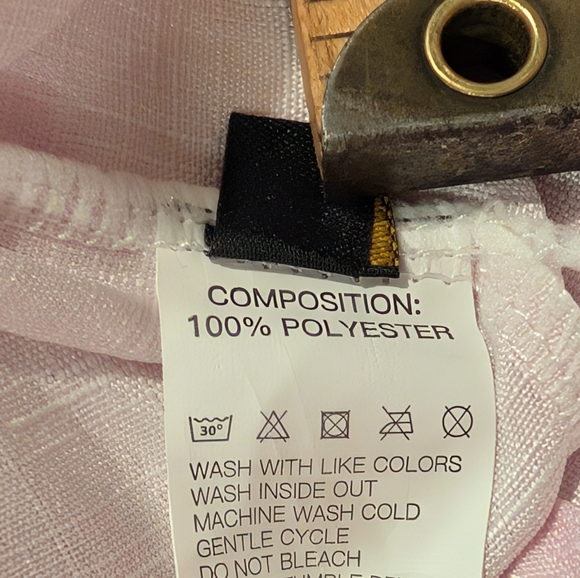 COMPOSITION:
100% POLYESTER
30°
WASH WITH LIKE COLORS
WASH INSIDE OUT
MACHINE WASH COLD
GENTLE CYCLE
DO NOT BLEACH